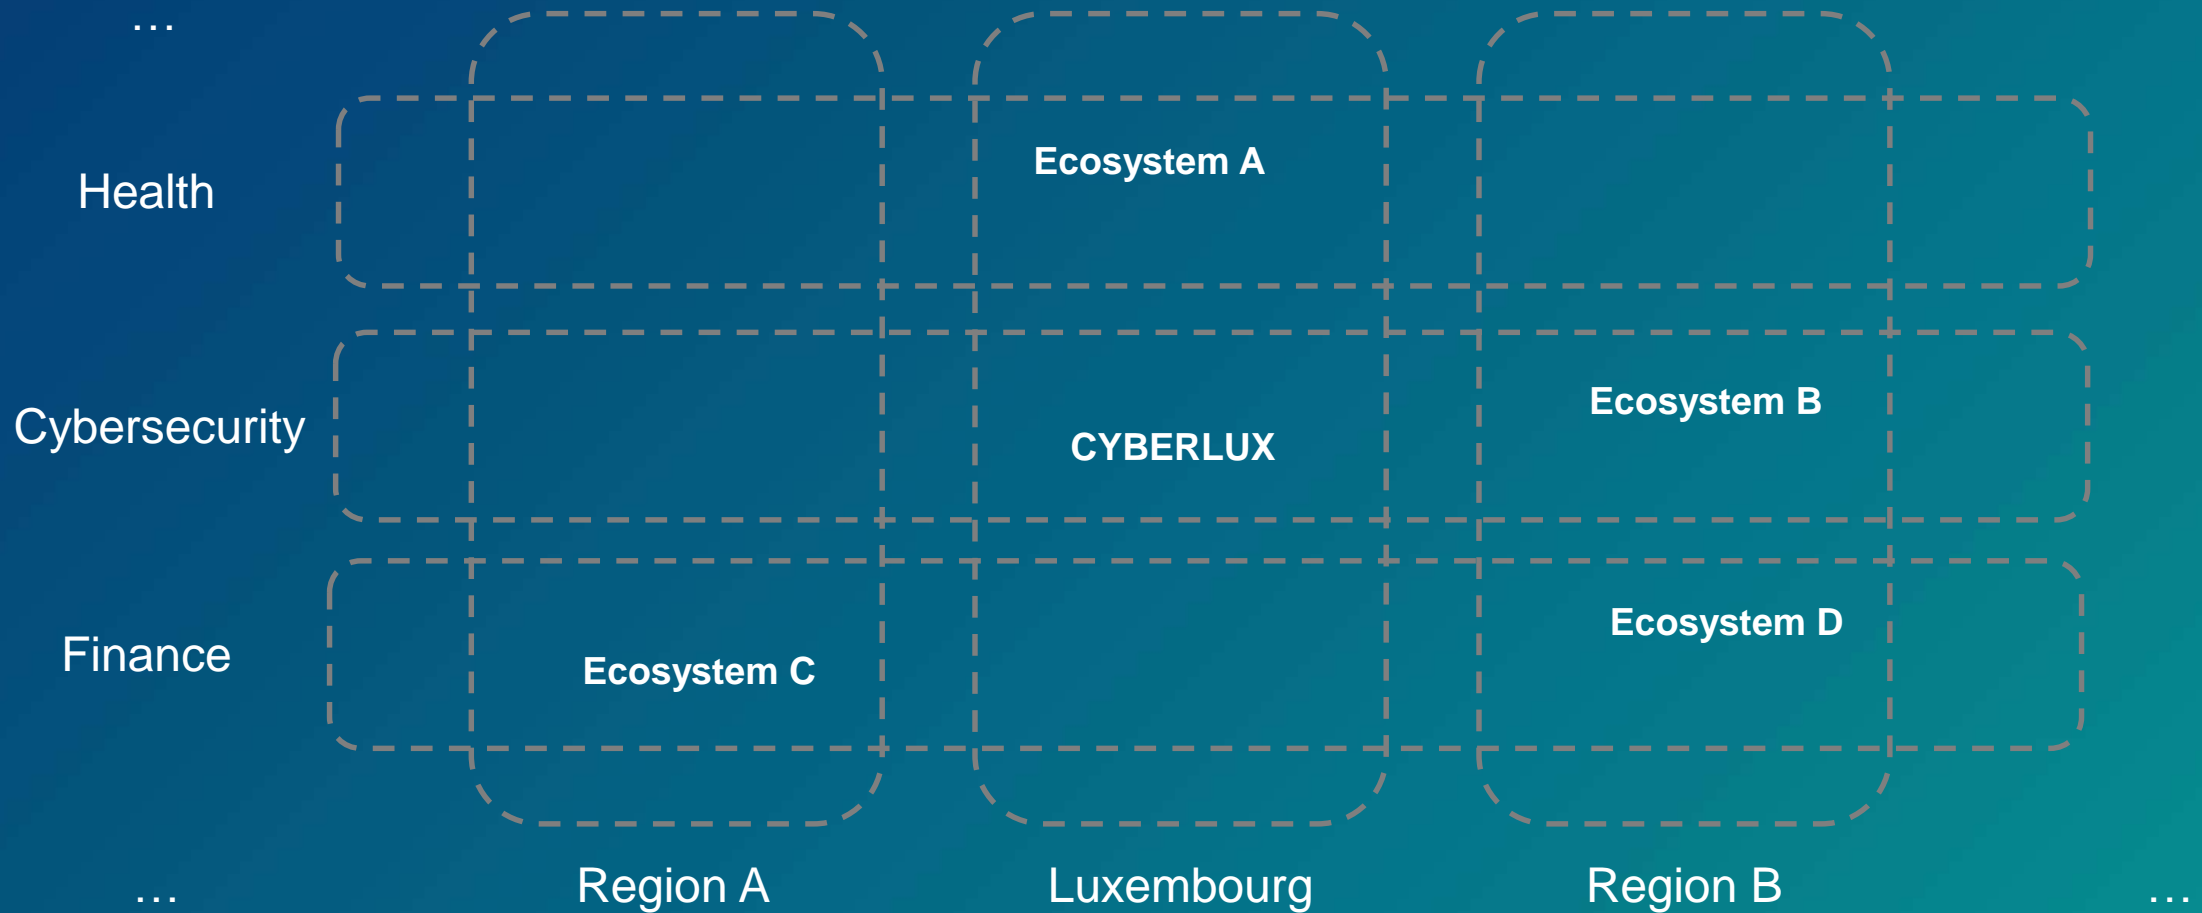 …
Health
Ecosystem A
Cybersecurity
CYBERLUX
Ecosystem B
Finance
Ecosystem C
Ecosystem D
…
Region A
Luxembourg
Region B
…